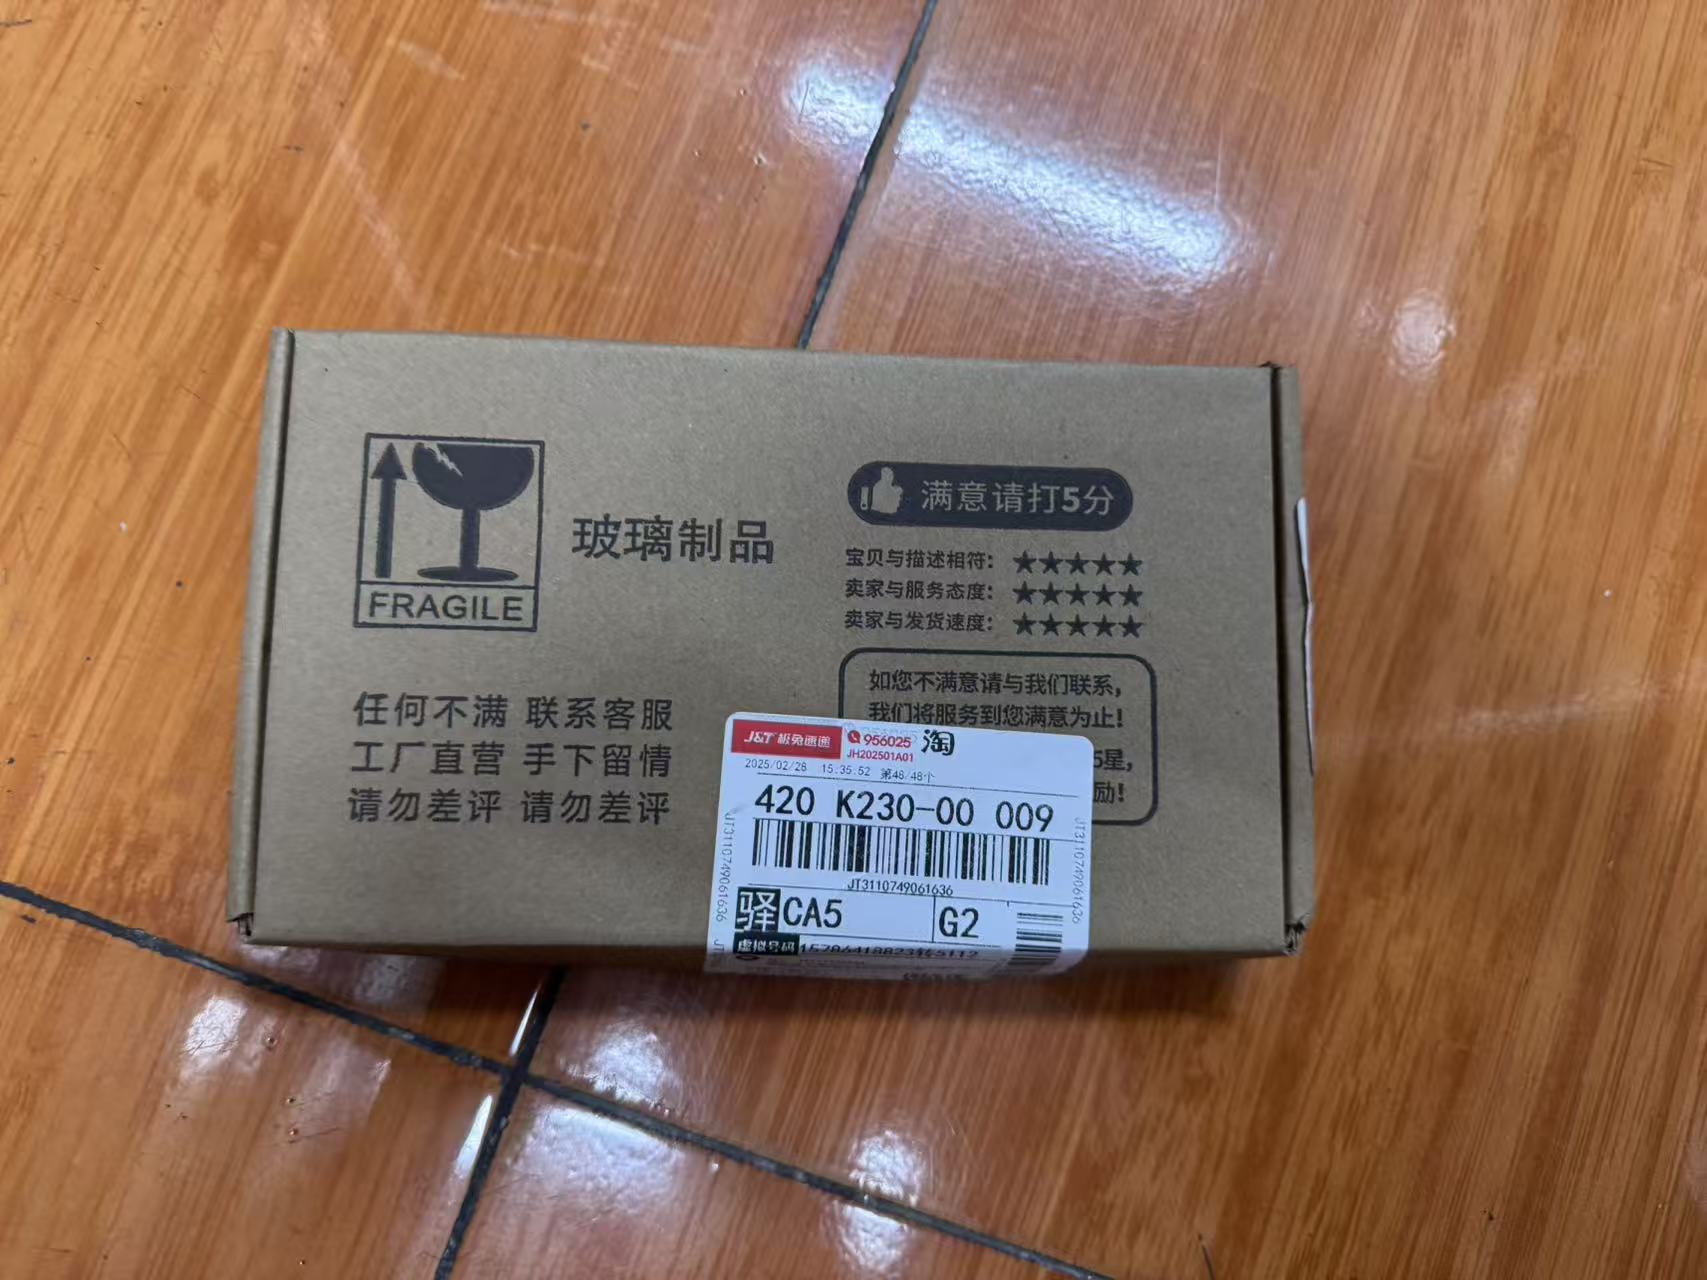 FRAGILE
玻璃制品
任何不满 联系客服
工厂直营 手下留情
请勿差评 请勿差评
满意请打5分
宝贝与描述相符：★★★★★
卖家与服务态度：★★★★★
卖家与发货速度：★★★★★
如您不满意请与我们联系，
我们将服务到您满意为止！
5星，
励！
J&T 极兔速递
956025
JH202501A01
淘
2025/02/28 15:35:52 第48/48个
420 K230-00 009
JT3110749061636
JT3110749061636
JT3110749061636
驿 CA5
G2
虚拟号码